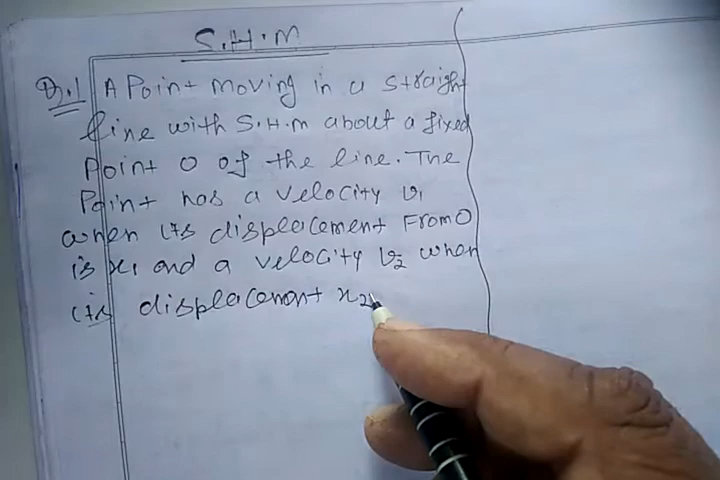 S.H.M
Q.1 A Point moving in a straight
line with S.H.M about a fixed
Point O of the line. The
Point has a velocity v₁
when its displacement From O
is x₁ and a velocity v₂ when
its displacement x₂